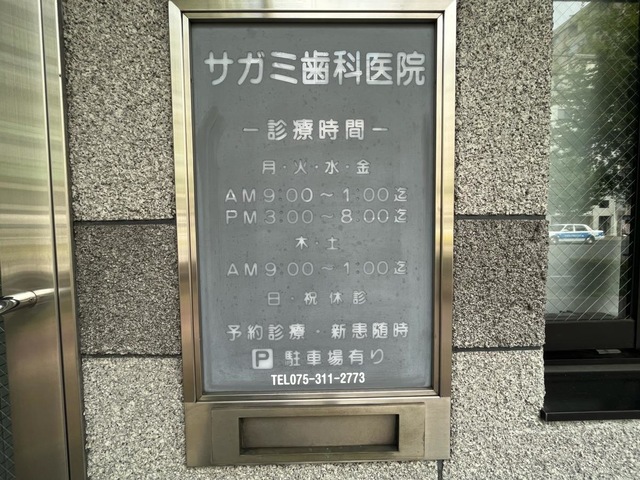 サガミ歯科医院
－診療時間－
月・火・水・金
AM9:00～1:00迄
PM3:00～8:00迄
木・土
AM9:00～1:00迄
日・祝休診
予約診療・新患随時
P 駐車場有り
TEL075-311-2773